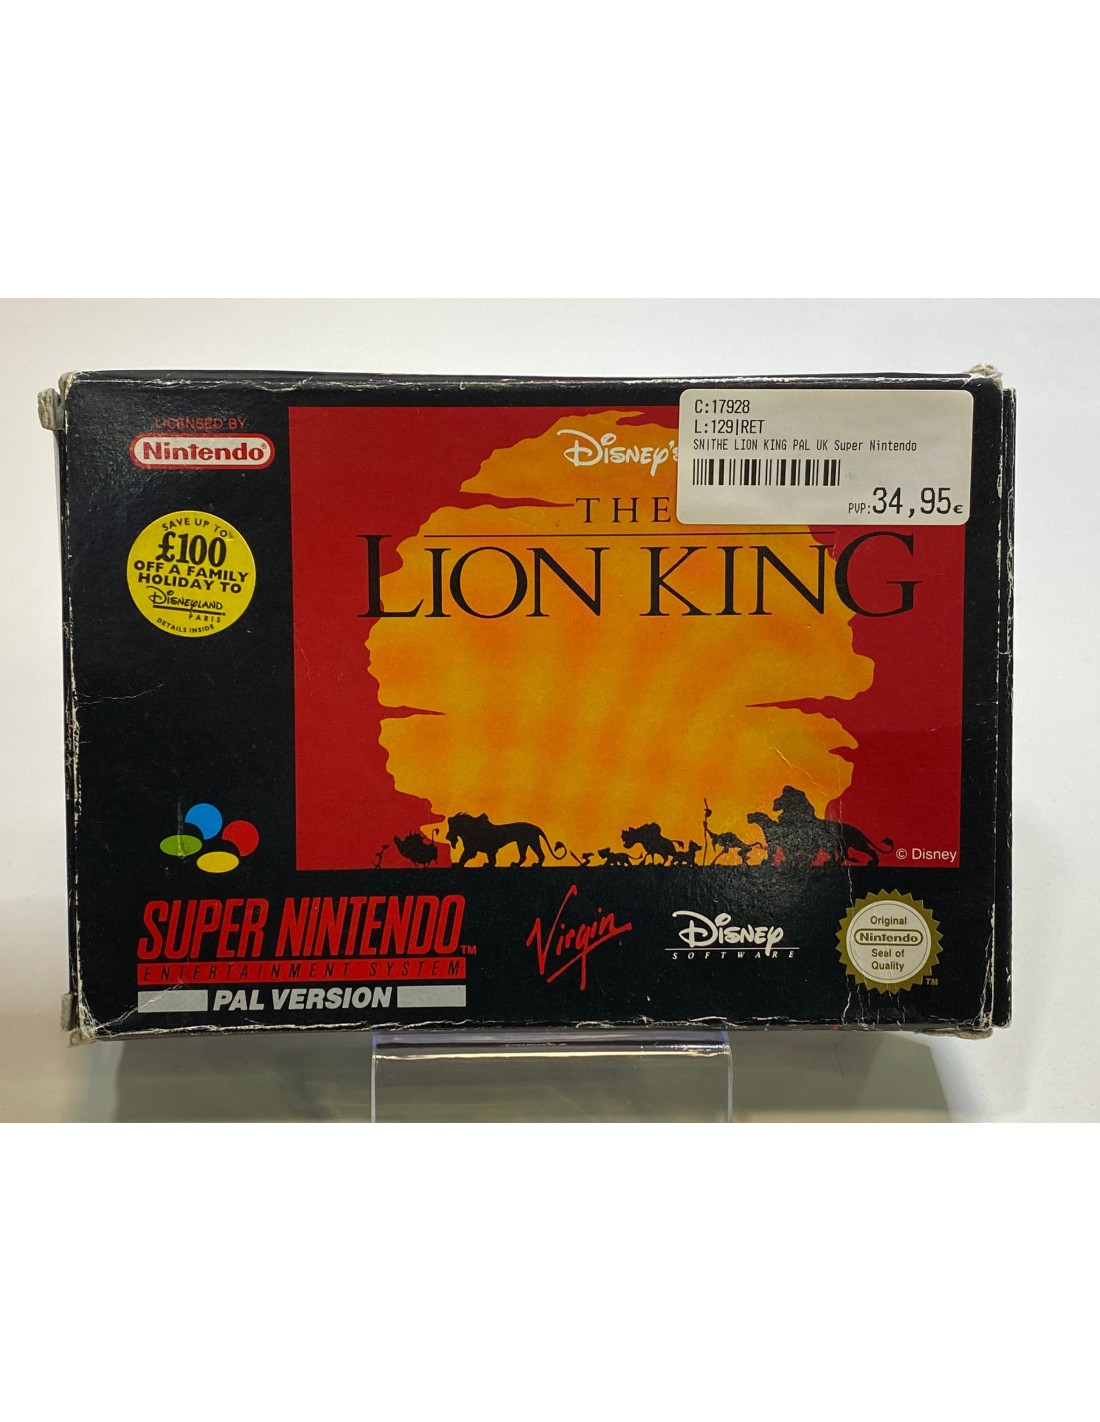 LICENSED BY
Nintendo
SAVE UP TO
£100
OFF A FAMILY
HOLIDAY TO
DISNEYLAND
PARIS
DETAILS INSIDE
DISNEY'S
THE
LION KING
C:17928
L:129|RET
SN|THE LION KING PAL UK Super Nintendo
PVP:34,95€
© Disney
SUPER NINTENDO™
ENTERTAINMENT SYSTEM
PAL VERSION
Virgin
DISNEY
SOFTWARE
Original
Nintendo
Seal of
Quality
TM